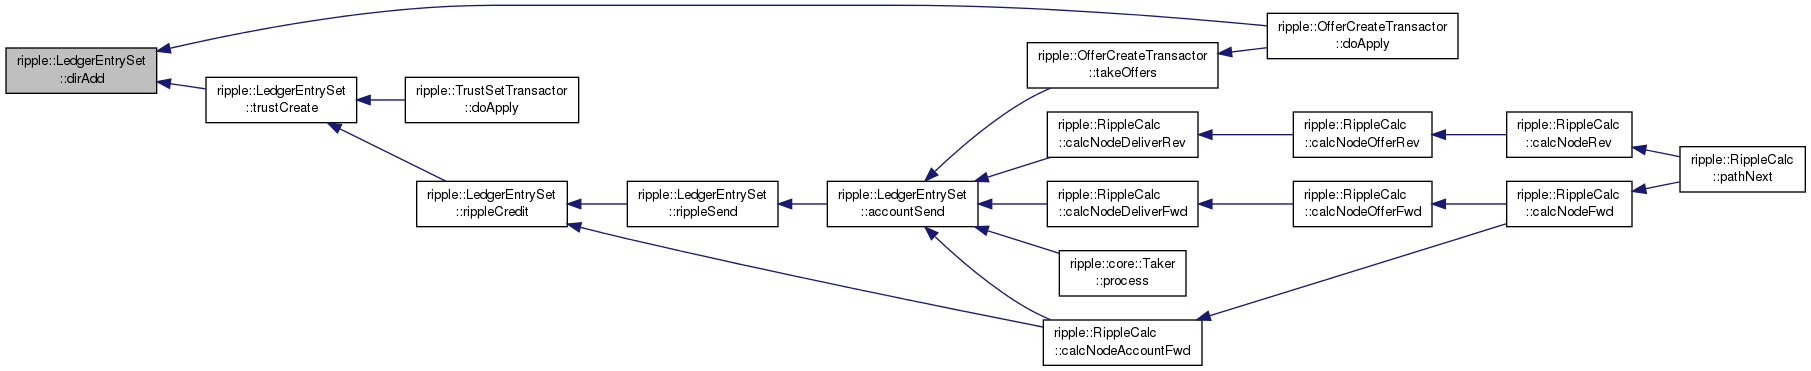 ripple::LedgerEntrySet
::dirAdd
ripple::LedgerEntrySet
::trustCreate
ripple::TrustSetTransactor
::doApply
ripple::LedgerEntrySet
::rippleCredit
ripple::LedgerEntrySet
::rippleSend
ripple::LedgerEntrySet
::accountSend
ripple::OfferCreateTransactor
::takeOffers
ripple::OfferCreateTransactor
::doApply
ripple::RippleCalc
::calcNodeDeliverRev
ripple::RippleCalc
::calcNodeOfferRev
ripple::RippleCalc
::calcNodeRev
ripple::RippleCalc
::pathNext
ripple::RippleCalc
::calcNodeDeliverFwd
ripple::RippleCalc
::calcNodeOfferFwd
ripple::RippleCalc
::calcNodeFwd
ripple::core::Taker
::process
ripple::RippleCalc
::calcNodeAccountFwd